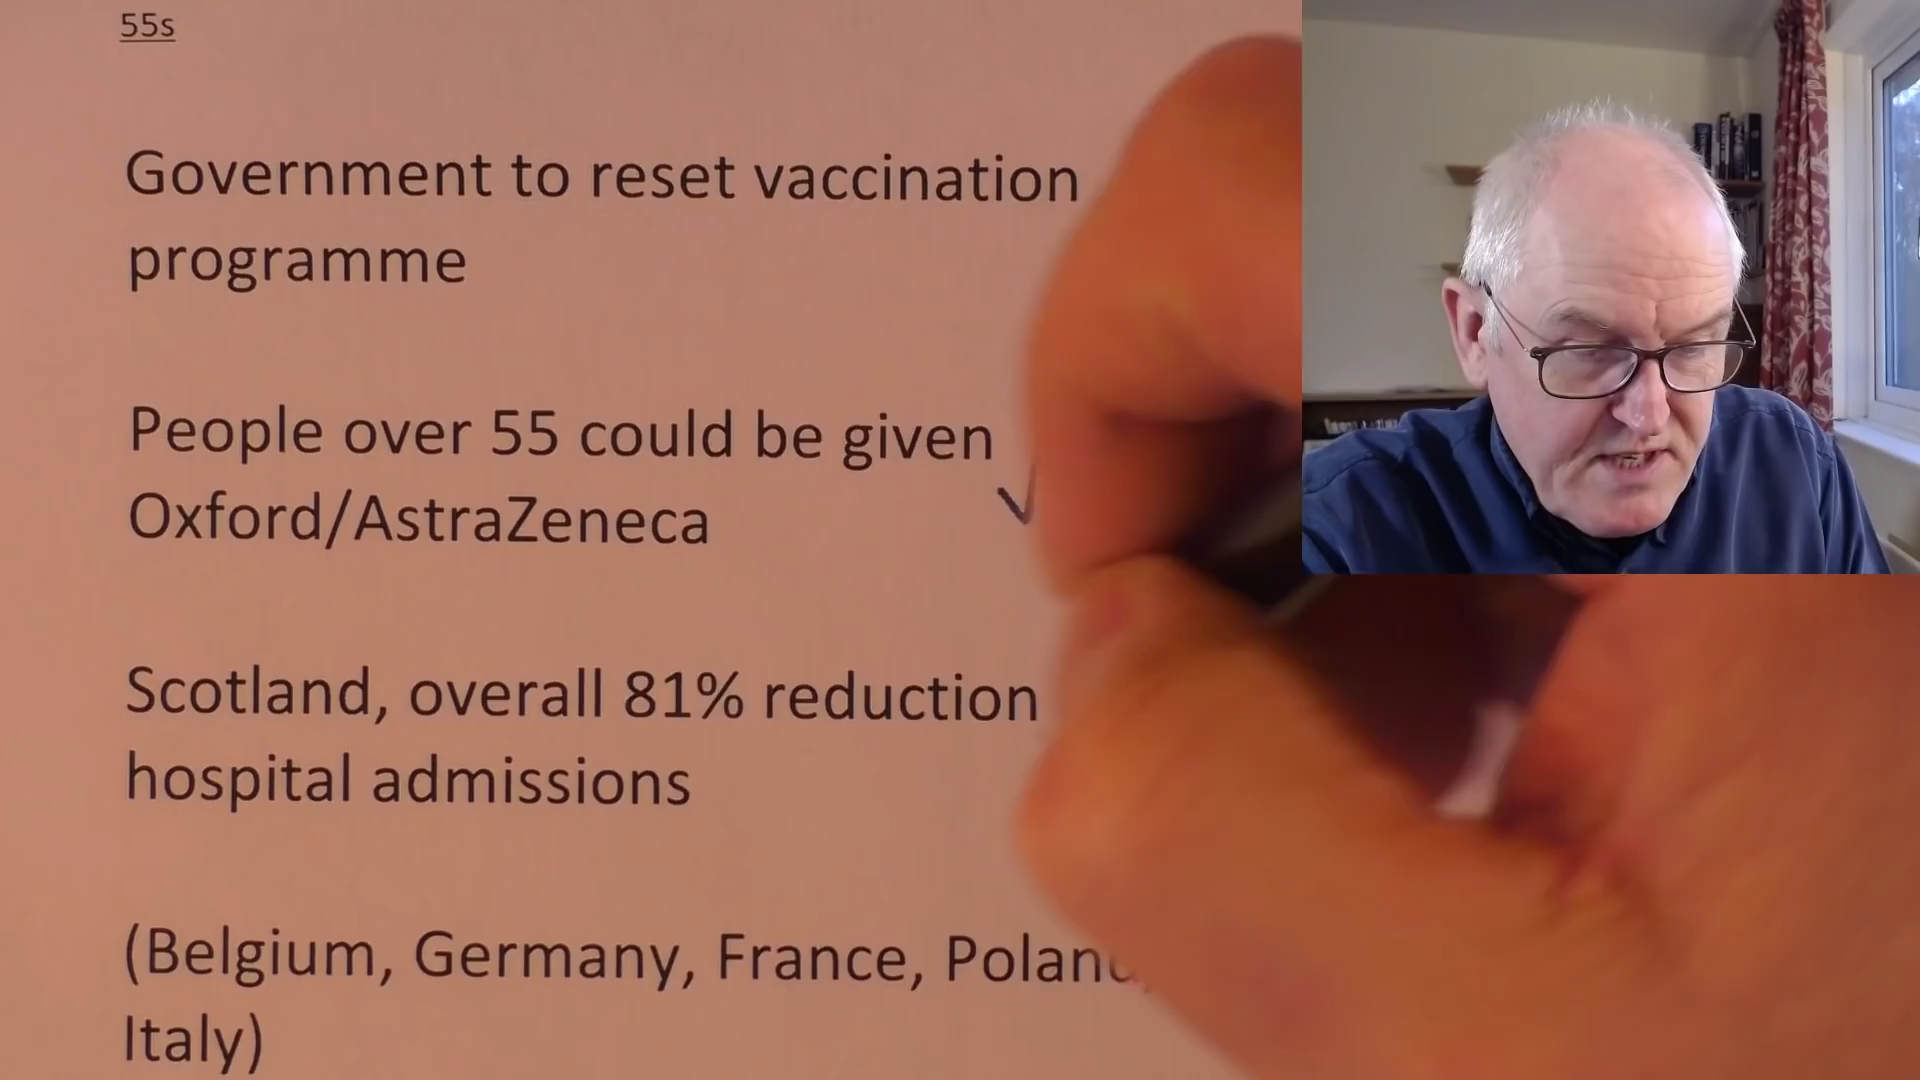 55s
Government to reset vaccination
programme
People over 55 could be given
Oxford/AstraZeneca
Scotland, overall 81% reduction
hospital admissions
(Belgium, Germany, France, Poland,
Italy)